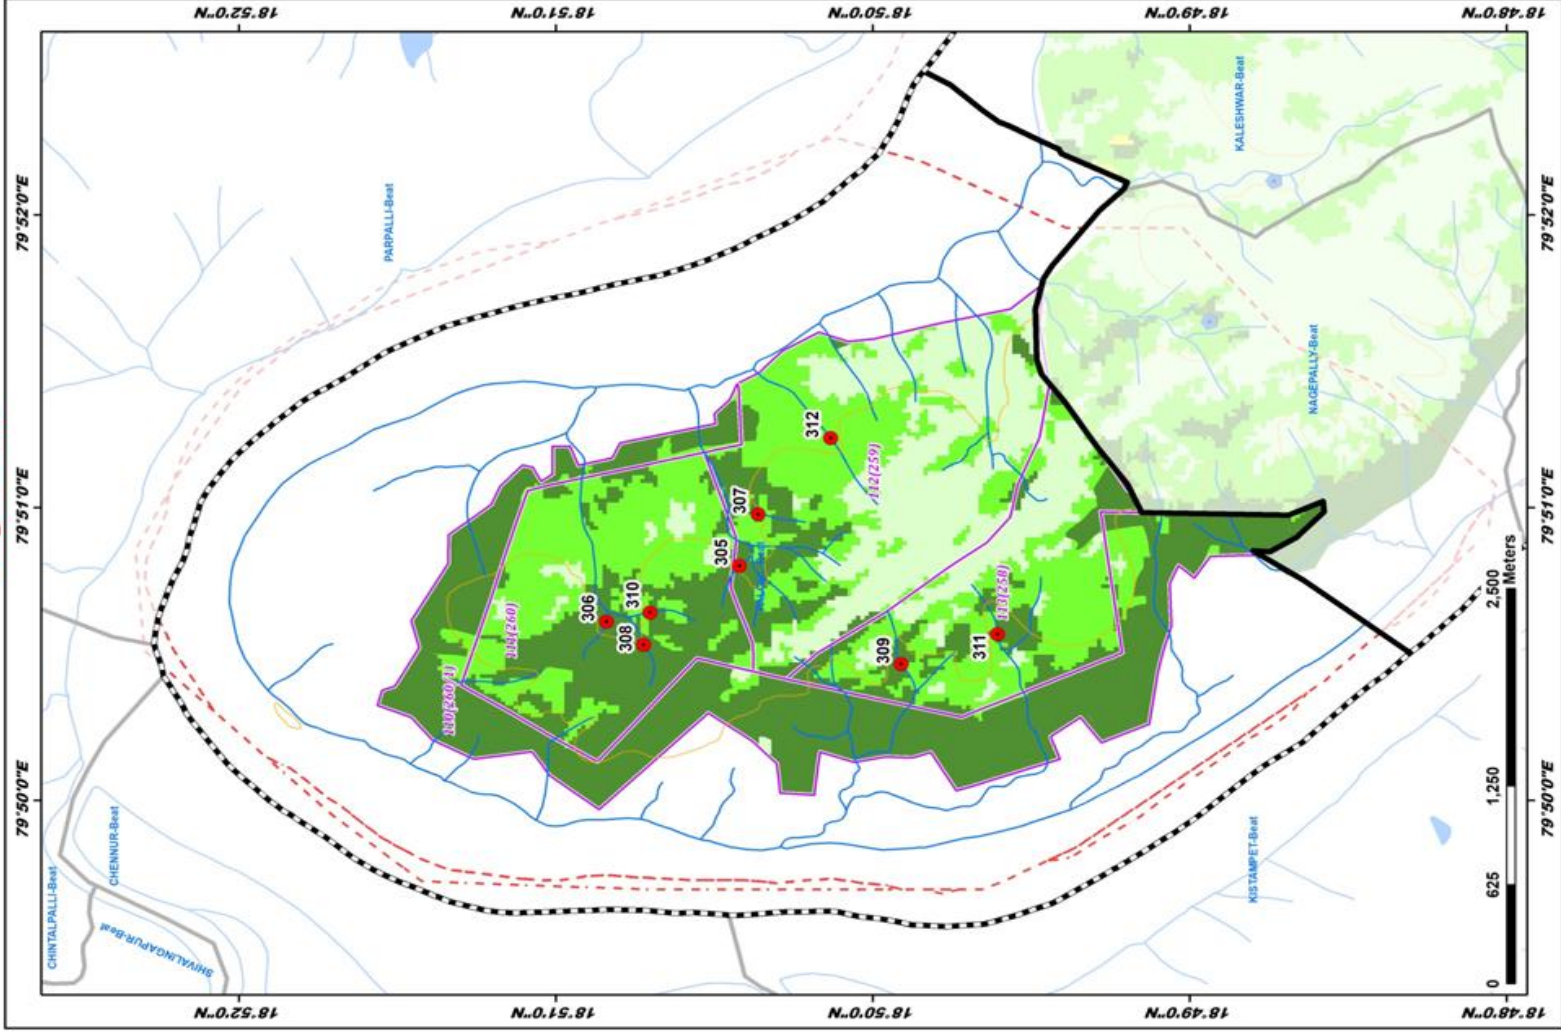 79°50'0"E
79°51'0"E
79°52'0"E
18°52'0"N
18°52'0"N
18°51'0"N
18°51'0"N
18°50'0"N
18°50'0"N
18°49'0"N
18°49'0"N
18°48'0"N
18°48'0"N
CHINTALPALLI-Beat
CHENNUR-Beat
SHIVALINGAPUR-Beat
PARPALLI-Beat
110(260/1)
111(260)
306
310
308
305
307
312
112(259)
309
311
113(258)
KALESHWAR-Beat
KISTAMPET-Beat
NAGEPALLY-Beat
0 625 1,250 2,500
Meters
79°50'0"E
79°51'0"E
79°52'0"E